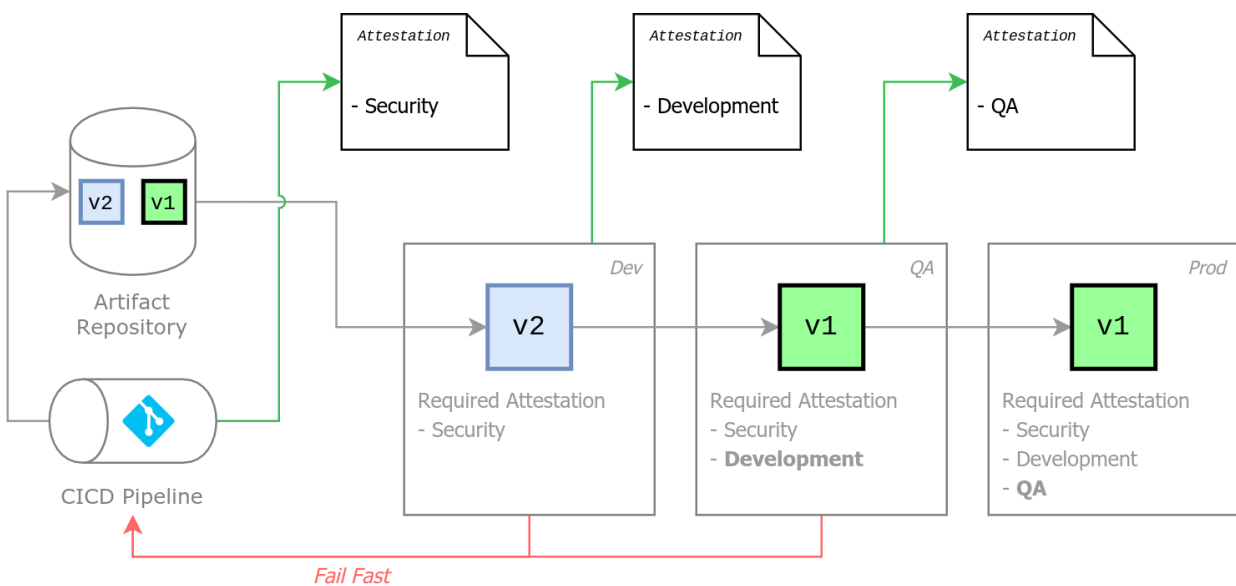 Attestation
- Security
Attestation
- Development
Attestation
- QA
v2
v1
Artifact
Repository
CICD Pipeline
Dev
v2
Required Attestation
- Security
QA
v1
Required Attestation
- Security
- Development
Prod
v1
Required Attestation
- Security
- Development
- QA
Fail Fast